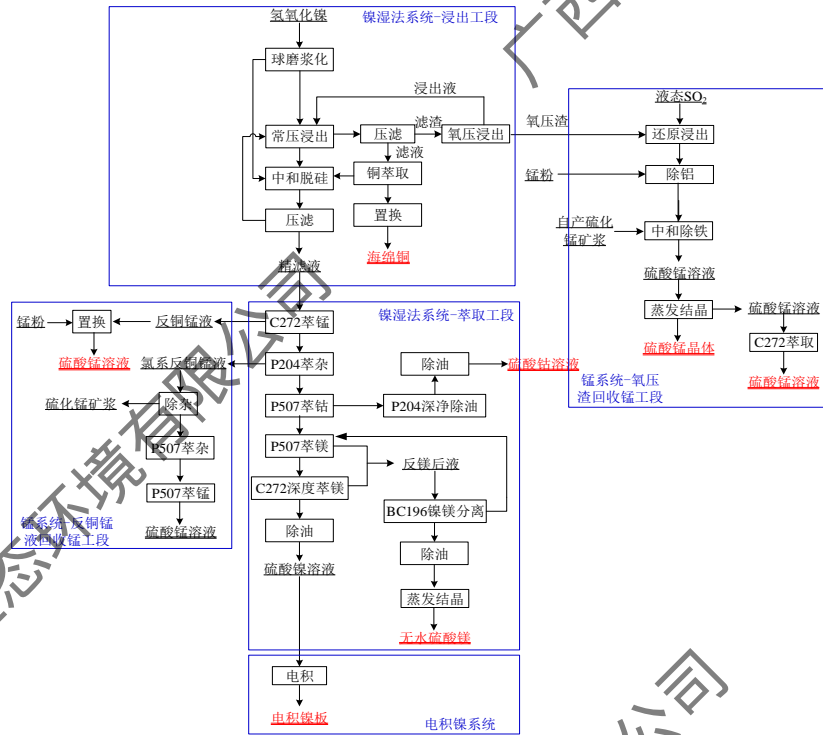 氢氧化镍
镍湿法系统-浸出工段
球磨浆化
浸出液
常压浸出
压滤
滤渣
氧压浸出
氧压渣
滤液
中和脱硅
铜萃取
压滤
置换
海绵铜
精滤液
液态SO₂
还原浸出
锰粉
除铝
自产硫化
锰矿浆
中和除铁
硫酸锰溶液
蒸发结晶
硫酸锰溶液
硫酸锰晶体
C272萃取
硫酸锰溶液
锰系统-氧压
渣回收锰工段
锰粉
置换
反铜锰液
硫酸锰溶液
氯系反铜锰液
硫化锰矿浆
除杂
P507萃杂
P507萃锰
硫酸锰溶液
锰系统-反铜锰
液回收锰工段
镍湿法系统-萃取工段
C272萃锰
P204萃杂
除油
硫酸钴溶液
P507萃钴
P204深净除油
P507萃镁
反镁后液
C272深度萃镁
BC196镍镁分离
除油
除油
硫酸镍溶液
蒸发结晶
无水硫酸镁
电积
电积镍板
电积镍系统
广西
态环境有限公司
公司